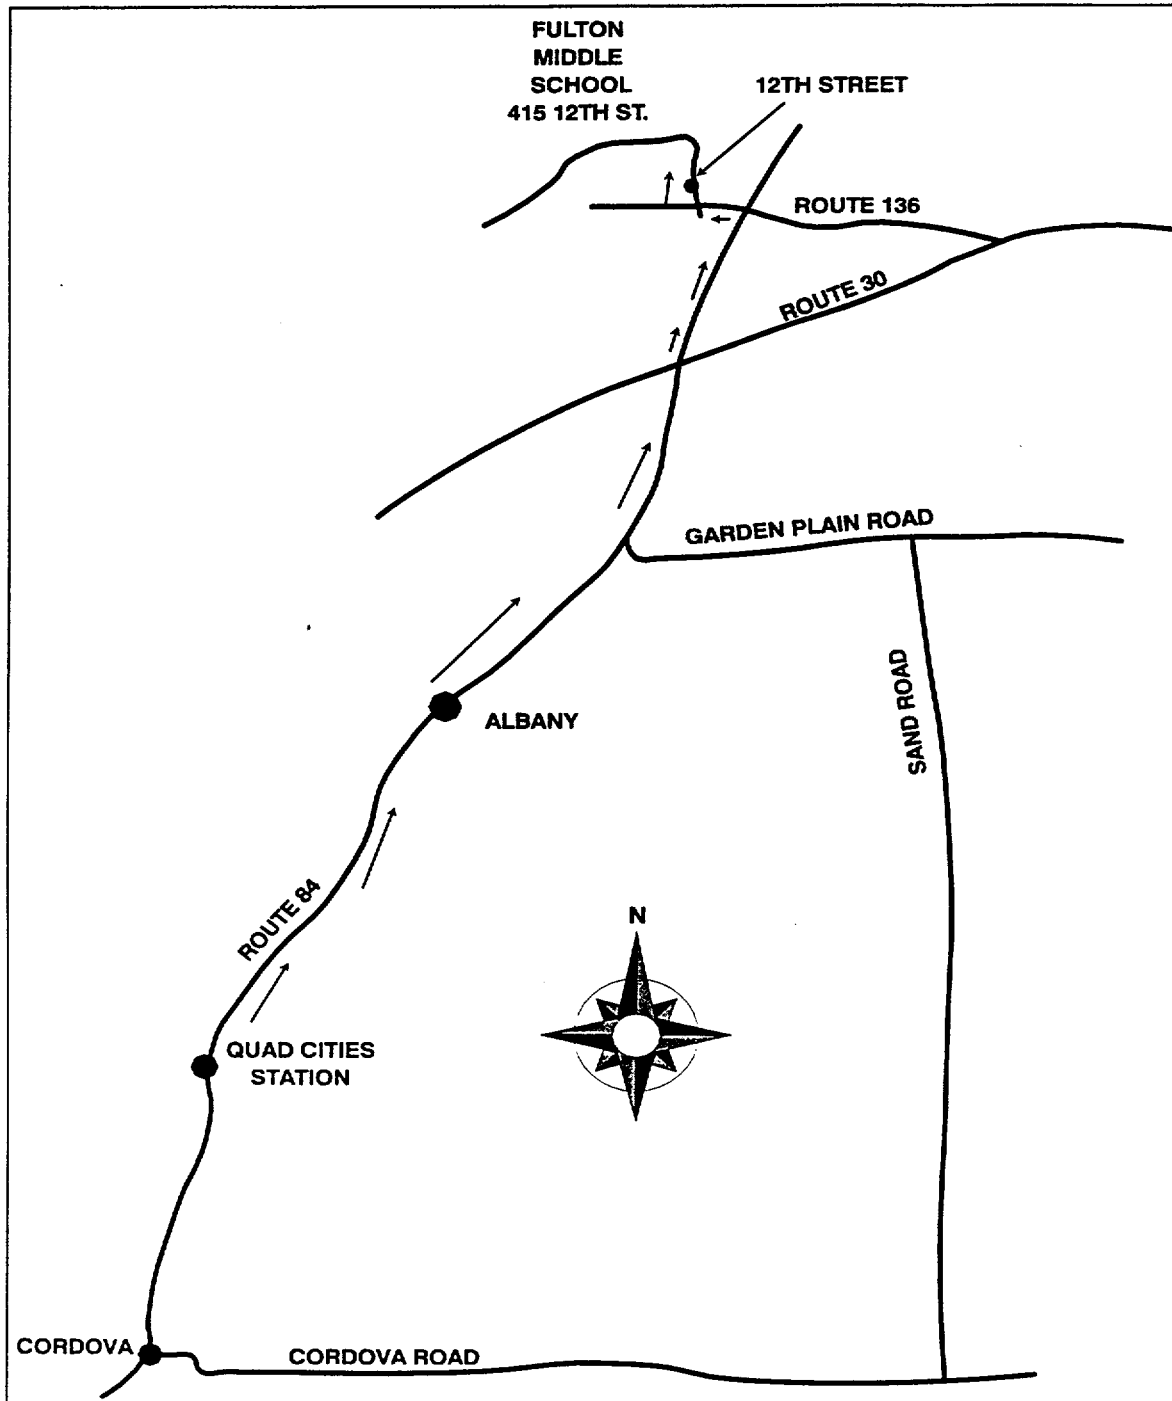 FULTON
MIDDLE
SCHOOL
415 12TH ST.
12TH STREET
ROUTE 136
ROUTE 30
GARDEN PLAIN ROAD
SAND ROAD
ALBANY
ROUTE 84
N
QUAD CITIES
STATION
CORDOVA
CORDOVA ROAD